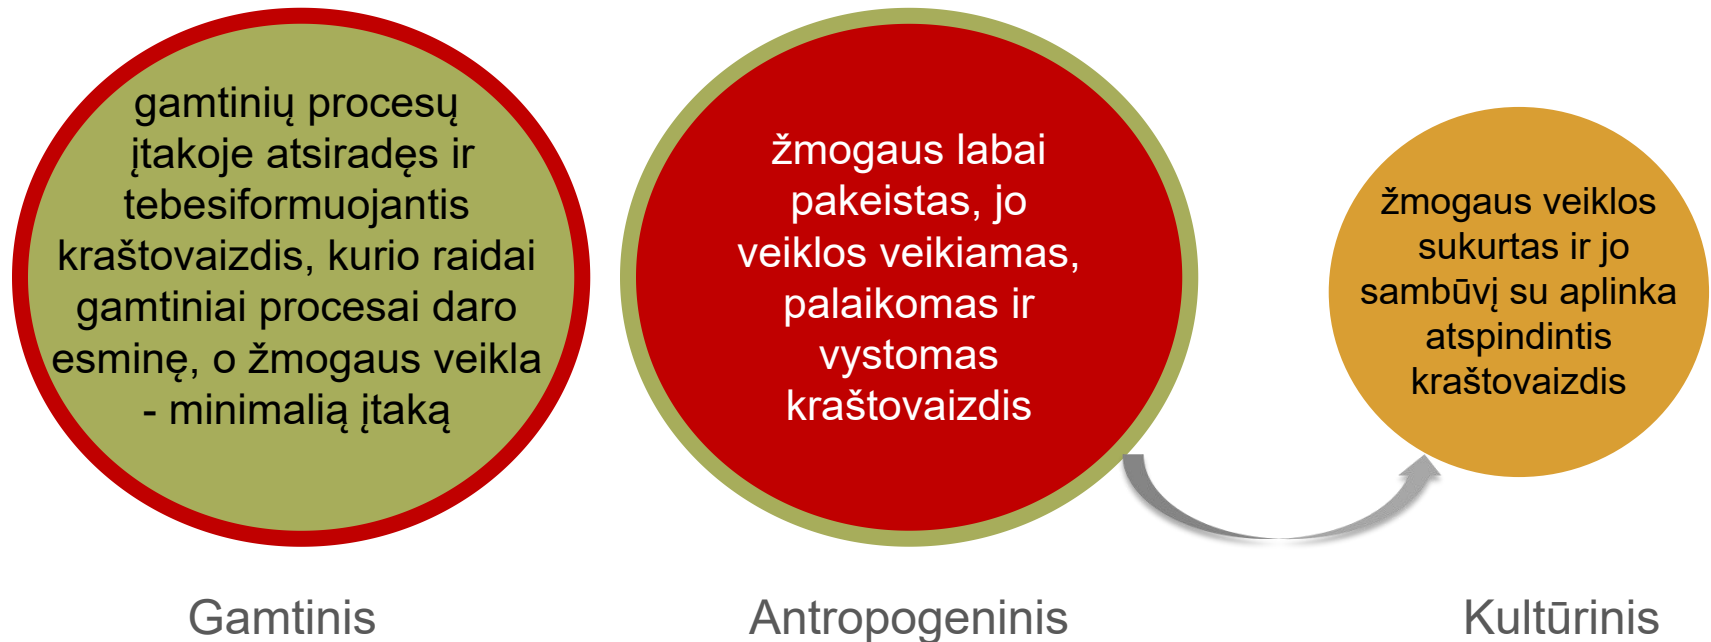 gamtinių procesų
įtakoje atsiradęs ir
tebesiformuojantis
kraštovaizdis, kurio raidai
gamtiniai procesai daro
esminę, o žmogaus veikla
- minimalią įtaką
žmogaus labai
pakeistas, jo
veiklos veikiamas,
palaikomas ir
vystomas
kraštovaizdis
žmogaus veiklos
sukurtas ir jo
sambūvį su aplinka
atspindintis
kraštovaizdis
Gamtinis
Antropogeninis
Kultūrinis